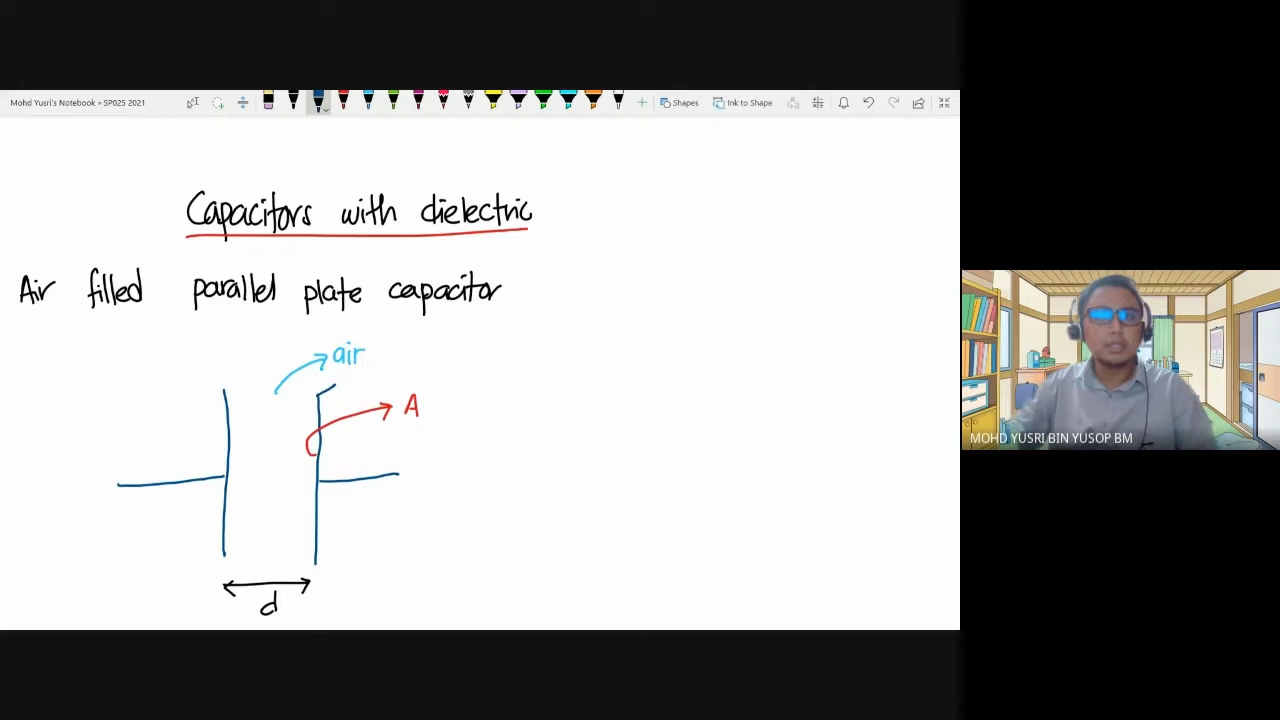 Mohd Yusri's Notebook » SP025 2021
Shapes
Ink to Shape
Capacitors with dielectric
Air filled parallel plate capacitor
air
A
d
MOHD YUSRI BIN YUSOP BM